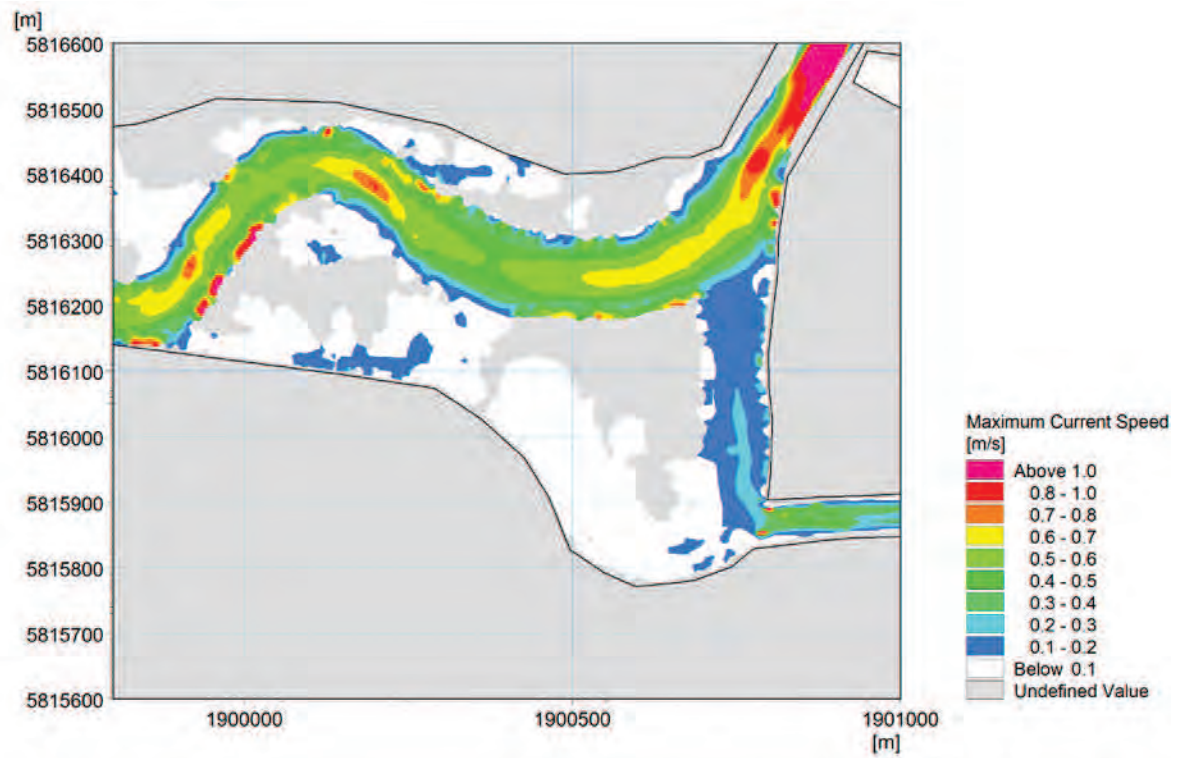 [m]
5816600
5816500
5816400
5816300
5816200
5816100
5816000
5815900
5815800
5815700
5815600
1900000 1900500 1901000
[m]
Maximum Current Speed
[m/s]
Above 1.0
0.8 - 1.0
0.7 - 0.8
0.6 - 0.7
0.5 - 0.6
0.4 - 0.5
0.3 - 0.4
0.2 - 0.3
0.1 - 0.2
Below 0.1
Undefined Value